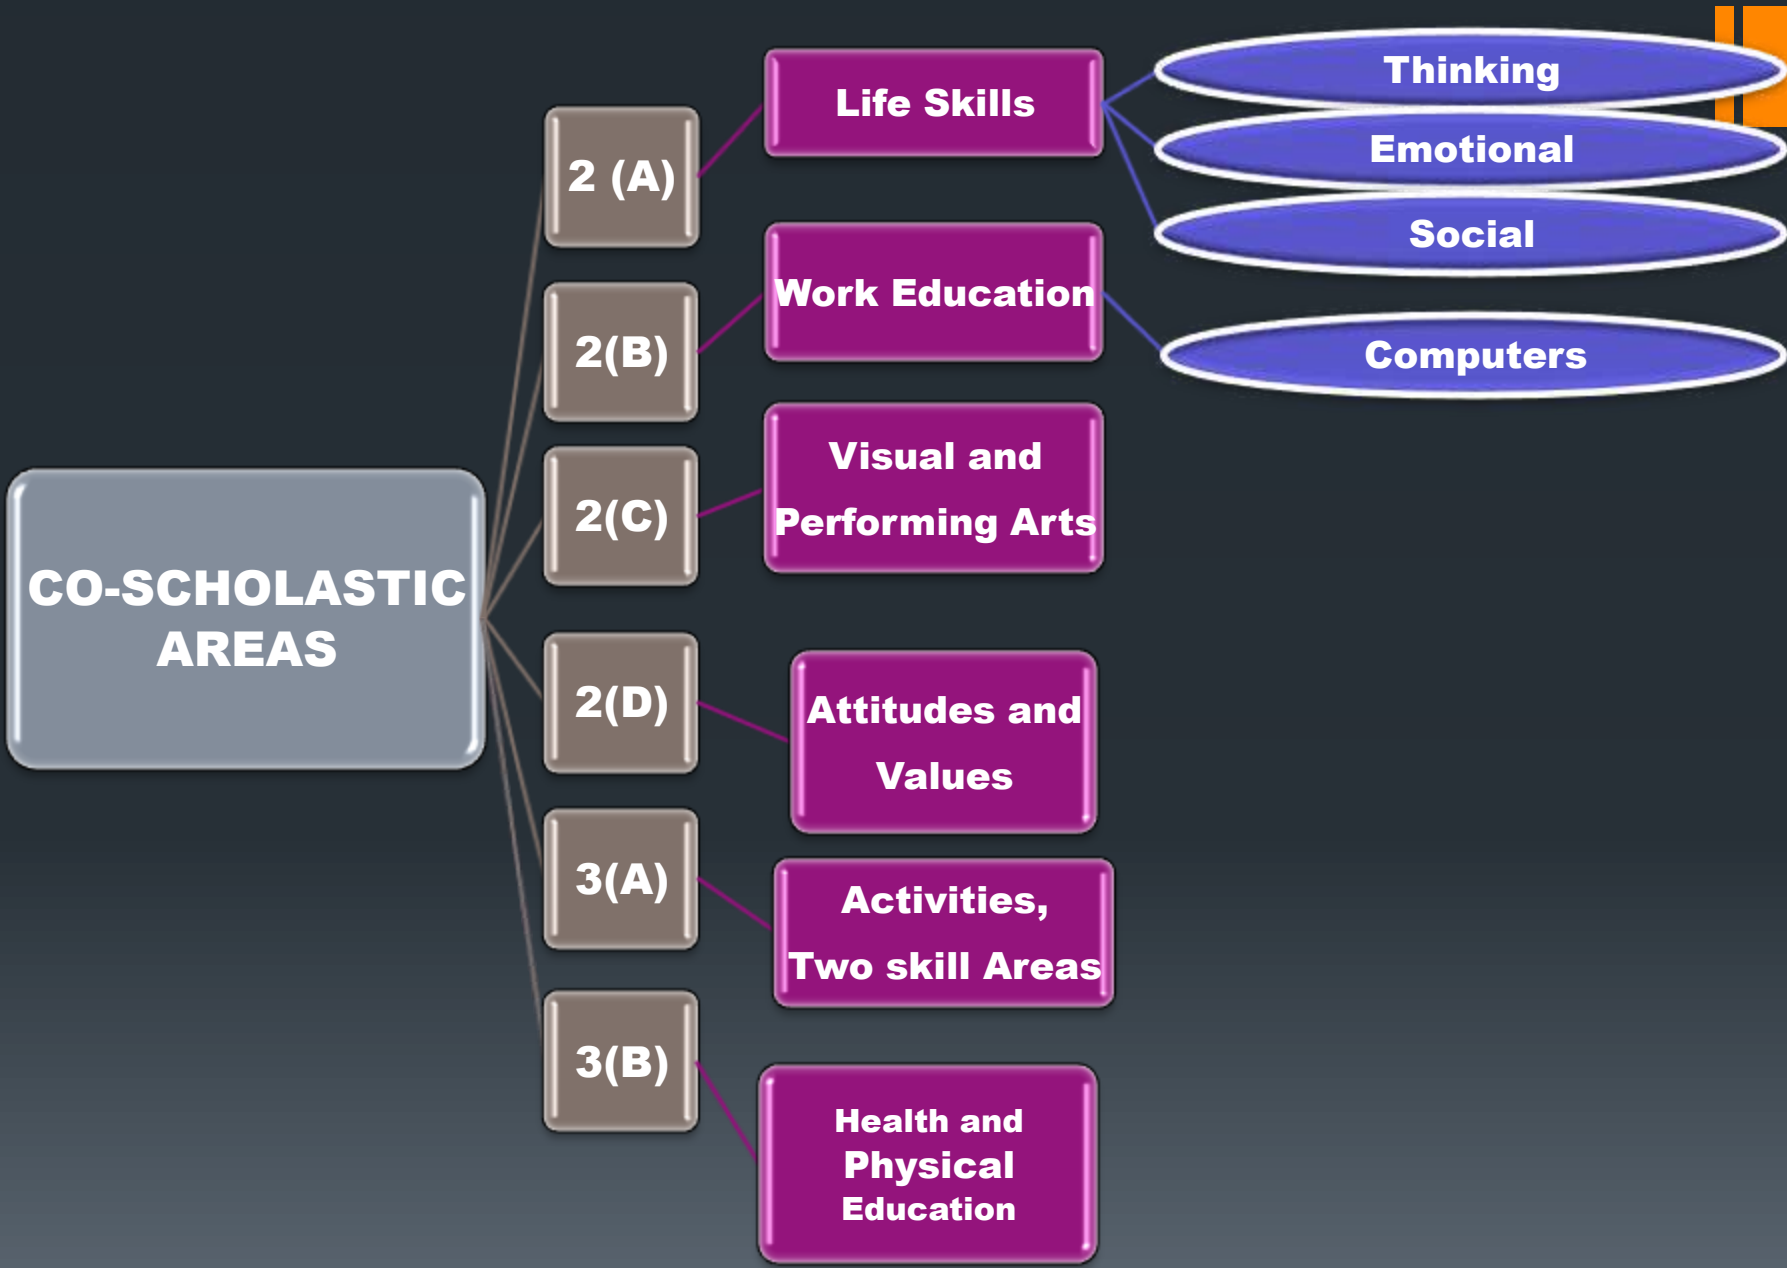 CO-SCHOLASTIC
AREAS
2 (A)
Life Skills
Thinking
Emotional
Social
2(B)
Work Education
Computers
2(C)
Visual and
Performing Arts
2(D)
Attitudes and
Values
3(A)
Activities,
Two skill Areas
3(B)
Health and
Physical
Education